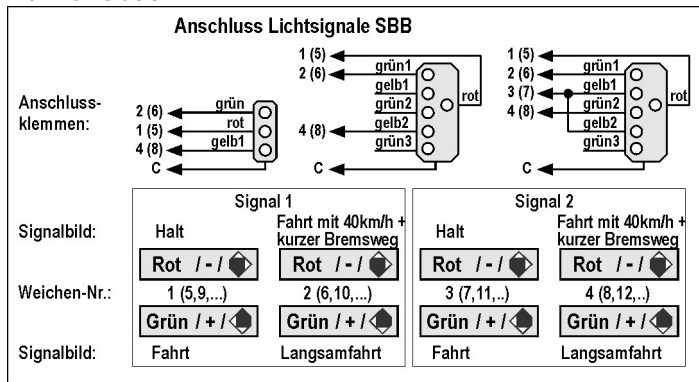 Anschluss Lichtsignale SBB
Anschluss-
klemmen:
2 (6) grün
1 (5) rot
4 (8) gelb1
C
1 (5)
2 (6) grün1
gelb1
grün2
rot
4 (8) gelb2
grün3
C
1 (5)
2 (6) grün1
3 (7) gelb1
4 (8) grün2
rot
gelb2
grün3
C
Signal 1
Signal 2
Signalbild: Halt Fahrt mit 40km/h + kurzer Bremsweg Halt Fahrt mit 40km/h + kurzer Bremsweg
Rot / - / Rot / - / Rot / - / Rot / - /
Weichen-Nr.: 1 (5,9,...) 2 (6,10,...) 3 (7,11,..) 4 (8,12,..)
Grün / + / Grün / + / Grün / + / Grün / + /
Signalbild: Fahrt Langsamfahrt Fahrt Langsamfahrt